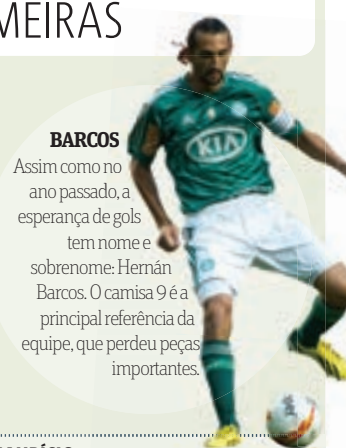 MEIRAS
BARCOS
Assim como no
ano passado, a
esperança de gols
tem nome e
sobrenome: Hernán
Barcos. O camisa 9 é a
principal referência da
equipe, que perdeu peças
importantes.
KIA